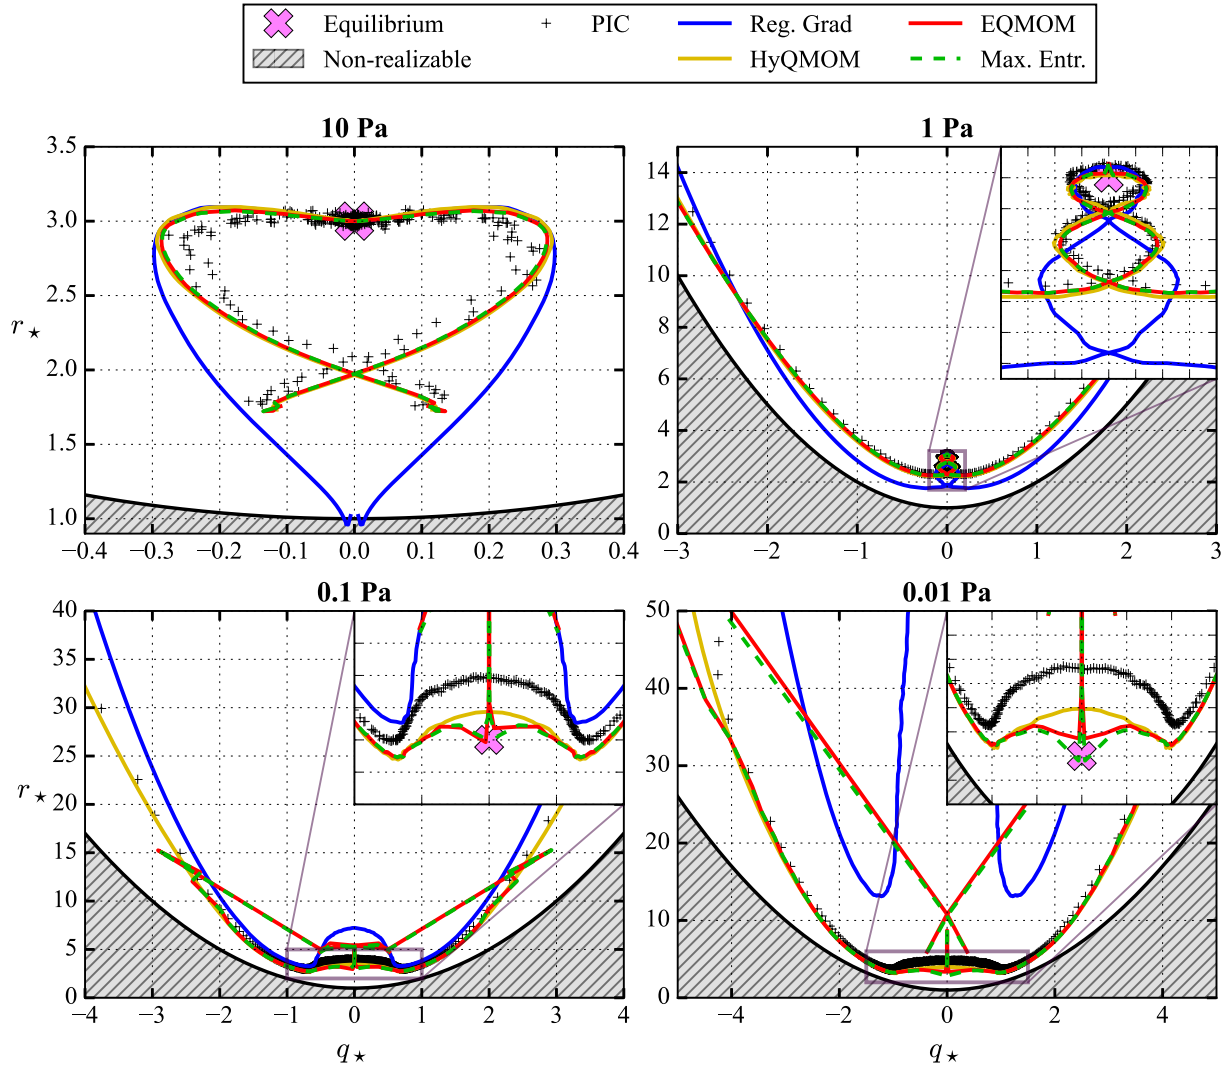 Equilibrium PIC Reg. Grad EQMOM
Non-realizable HyQMOM Max. Entr.
10 Pa
1 Pa
3.5
3.0
2.5
2.0
1.5
1.0
r⋆
−0.4 −0.3 −0.2 −0.1 0.0 0.1 0.2 0.3 0.4
14
12
10
8
6
4
2
0
−3 −2 −1 0 1 2 3
0.1 Pa
0.01 Pa
40
35
30
25
20
15
10
5
0
r⋆
−4 −3 −2 −1 0 1 2 3 4
q⋆
50
40
30
20
10
0
−4 −2 0 2 4
q⋆